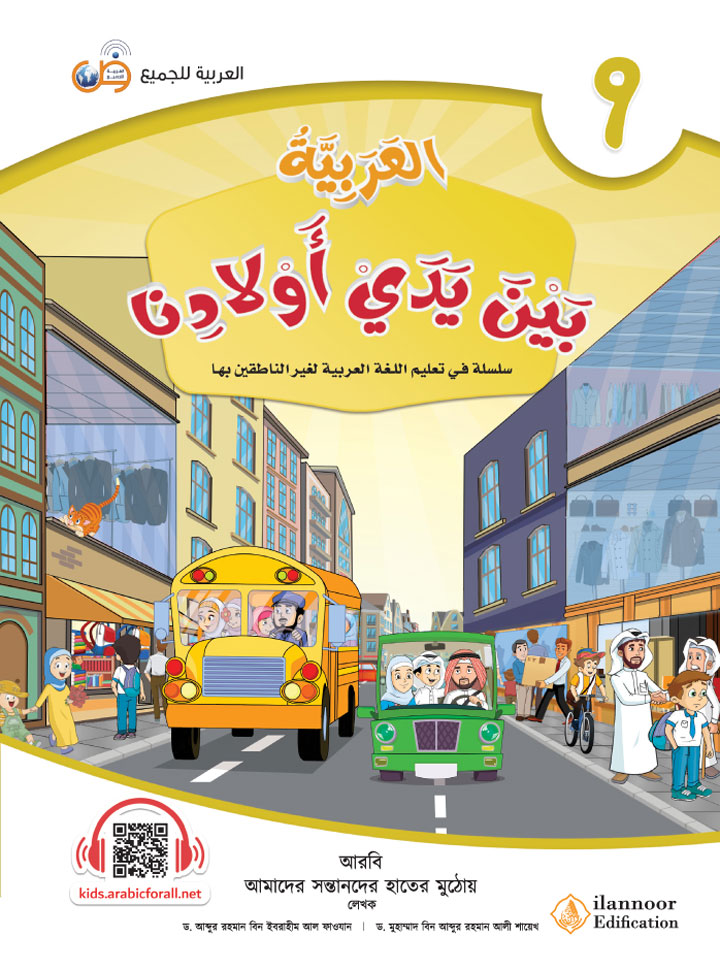 العربية للجميع
٩
العَرَبِيَّةُ
بَيْنَ يَدَيْ أَوْلادِنا
سلسلة في تعليم اللغة العربية لغير الناطقين بها
kids.arabicforall.net
আরবি
আমাদের সন্তানদের হাতের মুঠোয়
লেখক
ড. আব্দুর রহমান বিন ইবরাহীম আল ফাওযান | ড. মুহাম্মাদ বিন আব্দুর রহমান আলী শায়েখ
ilannoor
Edification